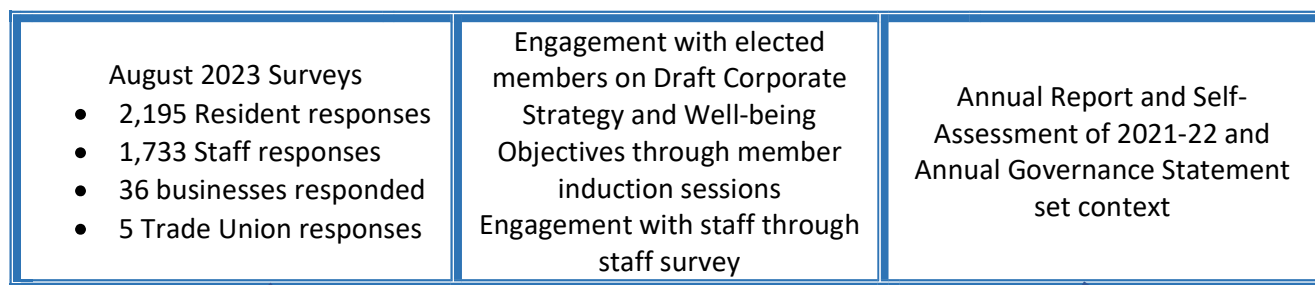 August 2023 Surveys
• 2,195 Resident responses
• 1,733 Staff responses
• 36 businesses responded
• 5 Trade Union responses
Engagement with elected
members on Draft Corporate
Strategy and Well-being
Objectives through member
induction sessions
Engagement with staff through
staff survey
Annual Report and Self-
Assessment of 2021-22 and
Annual Governance Statement
set context